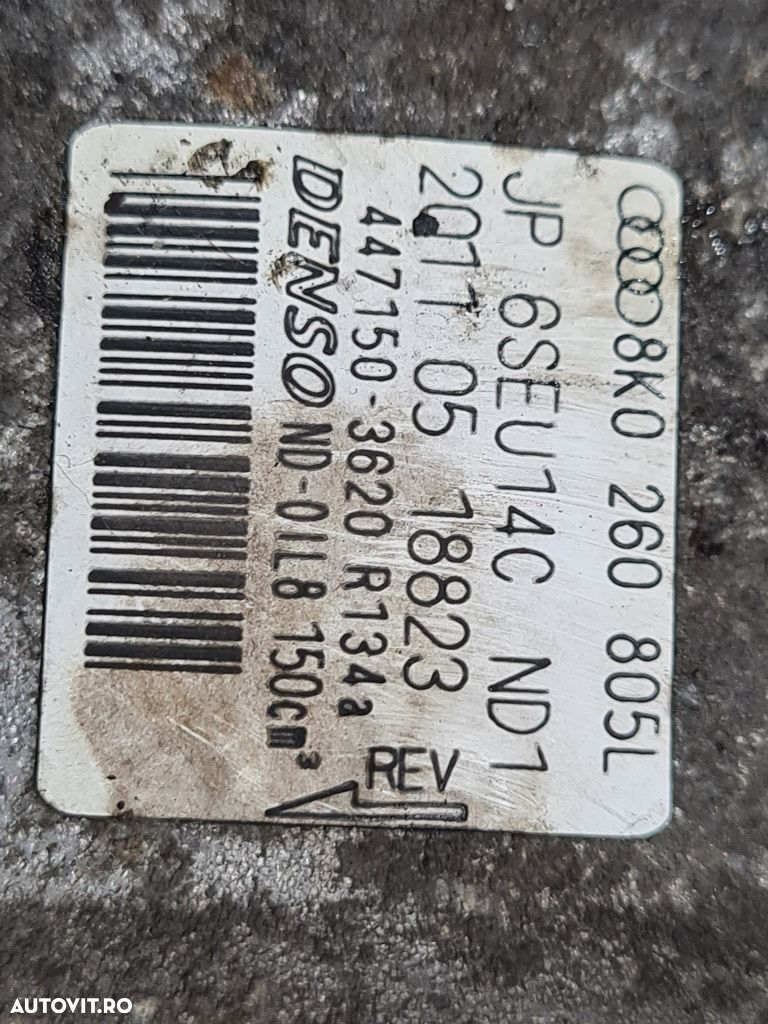 8K0 260 805L
JP 6SEU14C ND1
2011 05 18823
447150-3620 R134a
DENSO ND-OIL8 150cm³
REV
AUTOVIT.RO